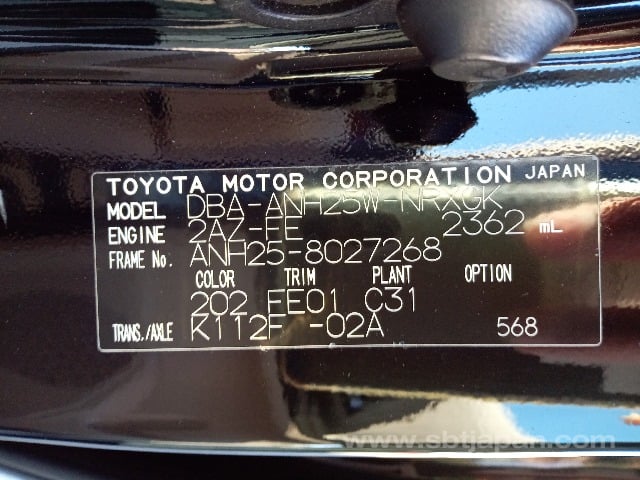 TOYOTA MOTOR CORPORATION JAPAN
MODEL DBA-ANH25W-NRXGK
ENGINE 2AZ-FE 2362 mL
FRAME No. ANH25-8027268
COLOR TRIM PLANT OPTION
202 EE01 C31
TRANS./AXLE K112F -02A 568
www.sbtjapan.com